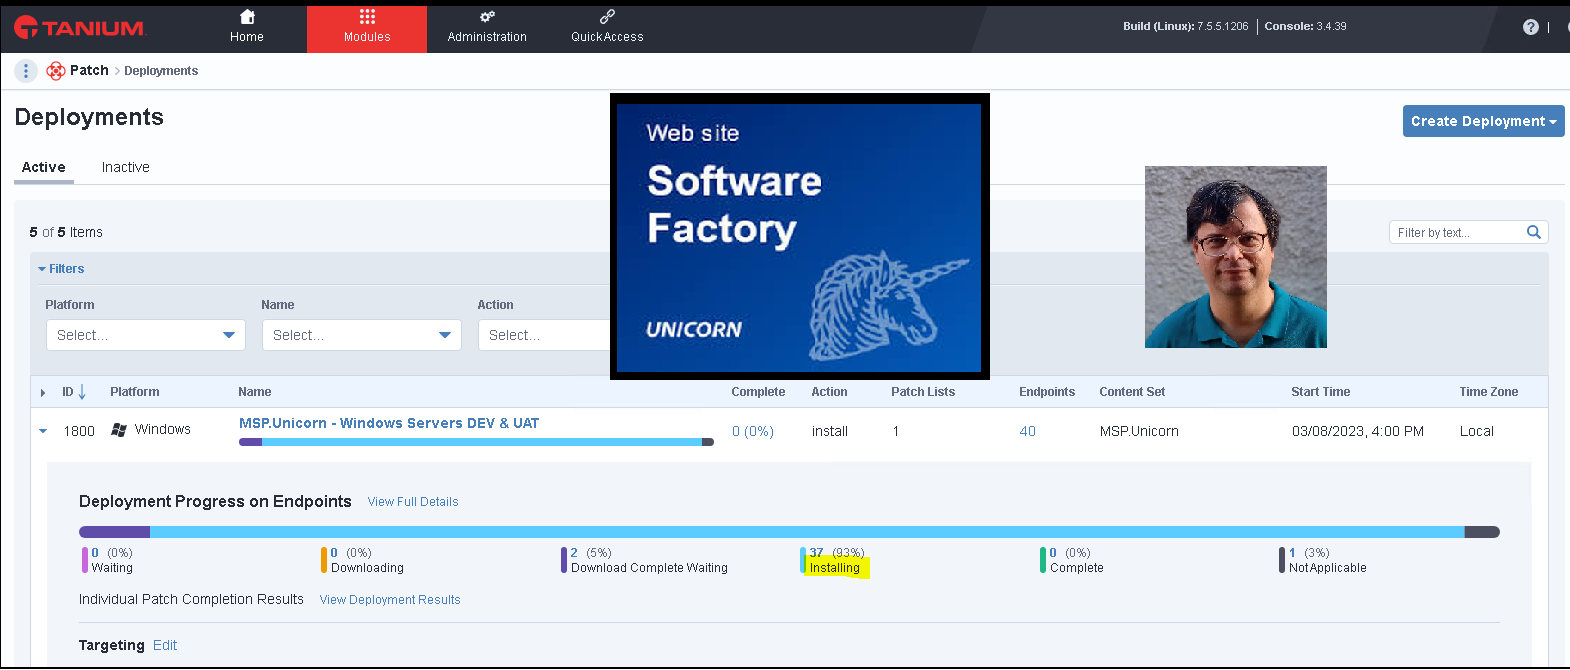 TANIUM
Home
Modules
Administration
Quick Access
Build (Linux): 7.5.5.1206 | Console: 3.4.39
Patch > Deployments
Deployments
Create Deployment
Active
Inactive
5 of 5 Items
Filter by text...
Filters
Platform
Name
Action
Select...
Select...
Select...
Web site
Software
Factory
UNICORN
ID
Platform
Name
Complete
Action
Patch Lists
Endpoints
Content Set
Start Time
Time Zone
1800
Windows
MSP.Unicorn - Windows Servers DEV & UAT
0 (0%)
install
1
40
MSP.Unicorn
03/08/2023, 4:00 PM
Local
Deployment Progress on Endpoints
View Full Details
0 (0%)
Waiting
0 (0%)
Downloading
2 (5%)
Download Complete Waiting
37 (93%)
Installing
0 (0%)
Complete
1 (3%)
Not Applicable
Individual Patch Completion Results
View Deployment Results
Targeting
Edit